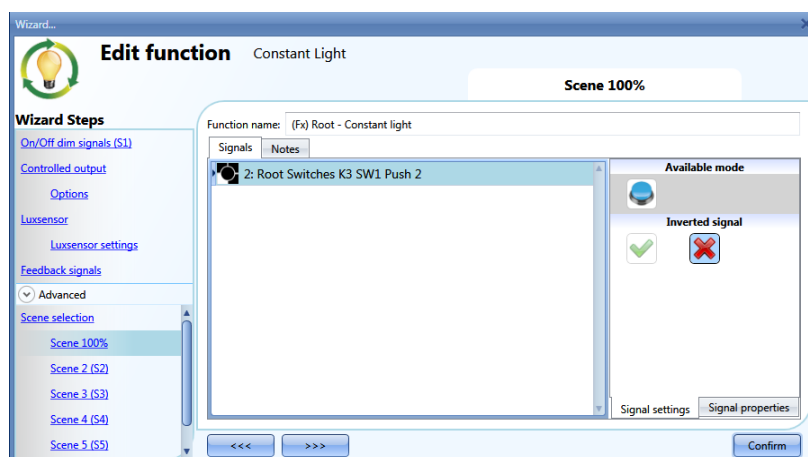 Wizard...
Edit function Constant Light
Scene 100%
Wizard Steps
On/Off dim signals (S1)
Controlled output
Options
Luxsensor
Luxsensor settings
Feedback signals
Advanced
Scene selection
Scene 100%
Scene 2 (S2)
Scene 3 (S3)
Scene 4 (S4)
Scene 5 (S5)
Function name: (Fx) Root - Constant light
Signals Notes
2: Root Switches K3 SW1 Push 2
Available mode
Inverted signal
Signal settings Signal properties
<<< >>> Confirm